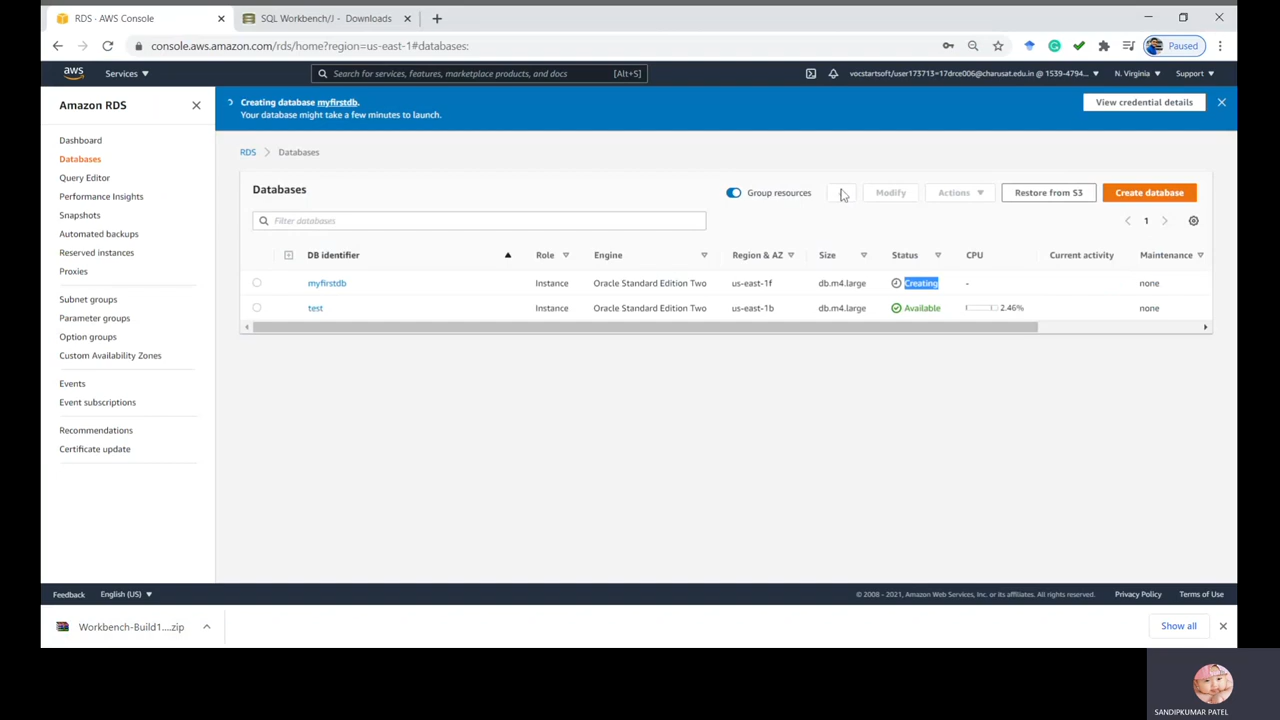 RDS - AWS Console
SQL Workbench/J - Downloads
console.aws.amazon.com/rds/home?region=us-east-1#databases:
Paused
aws
Services
Search for services, features, marketplace products, and docs [Alt+S]
vocstartsoft/user173713=17drce006@charusat.edu.in @ 1539-4794...
N. Virginia
Support
Amazon RDS
Dashboard
Databases
Query Editor
Performance Insights
Snapshots
Automated backups
Reserved instances
Proxies
Subnet groups
Parameter groups
Option groups
Custom Availability Zones
Events
Event subscriptions
Recommendations
Certificate update
Creating database myfirstdb.
Your database might take a few minutes to launch.
View credential details
RDS > Databases
Databases
Group resources
Modify
Actions
Restore from S3
Create database
Filter databases
1
DB identifier Role Engine Region & AZ Size Status CPU Current activity Maintenance
myfirstdb Instance Oracle Standard Edition Two us-east-1f db.m4.large Creating - none
test Instance Oracle Standard Edition Two us-east-1b db.m4.large Available 2.46% none
Feedback English (US) © 2008 - 2021, Amazon Web Services, Inc. or its affiliates. All rights reserved. Privacy Policy Terms of Use
Workbench-Build1....zip
Show all
SANDIPKUMAR PATEL